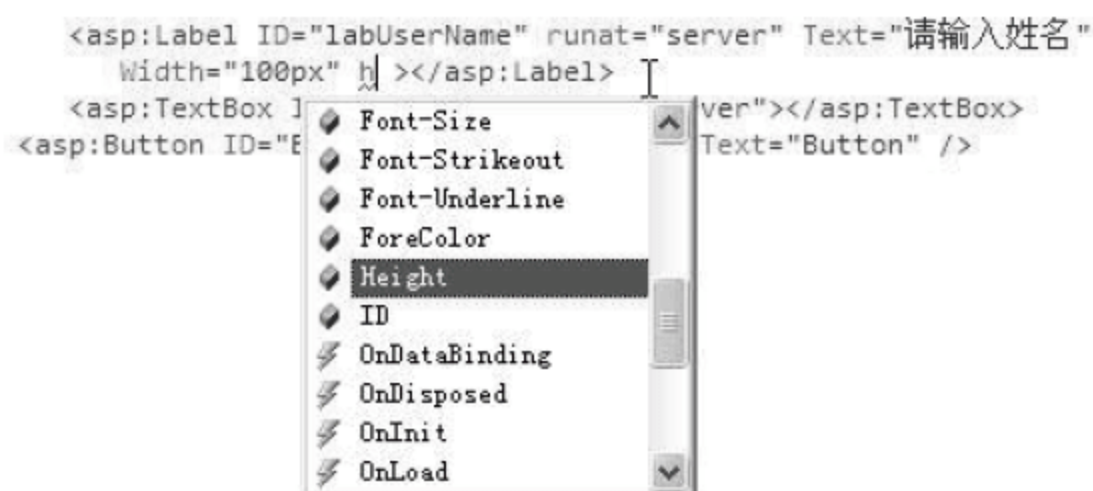 <asp:Label ID="labUserName" runat="server" Text="请输入姓名"
Width="100px" h ></asp:Label>
<asp:TextBox I ver"></asp:TextBox>
<asp:Button ID="B Text="Button" />
Font-Size
Font-Strikeout
Font-Underline
ForeColor
Height
ID
OnDataBinding
OnDisposed
OnInit
OnLoad